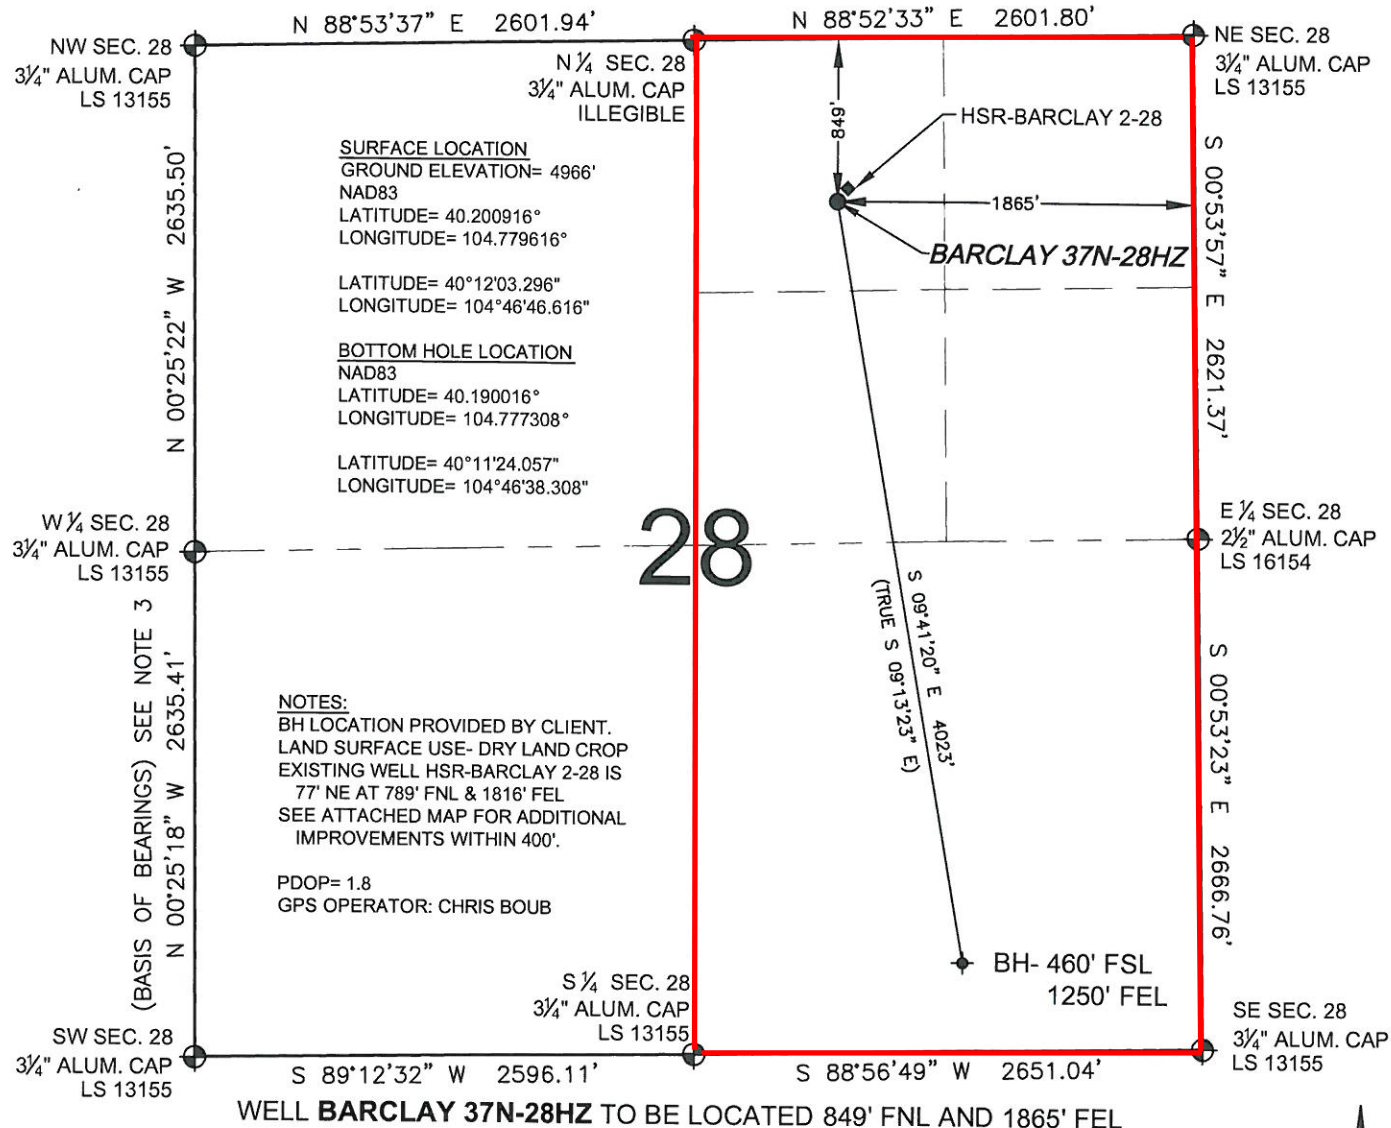 N 88°53'37" E 2601.94'
N 88°52'33" E 2601.80'
NW SEC. 28
3¼" ALUM. CAP
LS 13155
N ¼ SEC. 28
3¼" ALUM. CAP
ILLEGIBLE
NE SEC. 28
3¼" ALUM. CAP
LS 13155
849'
HSR-BARCLAY 2-28
1865'
BARCLAY 37N-28HZ
SURFACE LOCATION
GROUND ELEVATION= 4966'
NAD83
LATITUDE= 40.200916°
LONGITUDE= 104.779616°
LATITUDE= 40°12'03.296"
LONGITUDE= 104°46'46.616"
BOTTOM HOLE LOCATION
NAD83
LATITUDE= 40.190016°
LONGITUDE= 104.777308°
LATITUDE= 40°11'24.057"
LONGITUDE= 104°46'38.308"
N 00°25'22" W 2635.50'
S 00°53'57" E 2621.37'
W ¼ SEC. 28
3¼" ALUM. CAP
LS 13155
28
E ¼ SEC. 28
2½" ALUM. CAP
LS 16154
S 09°41'20" E 4023'
(TRUE S 09°13'23" E)
(BASIS OF BEARINGS) SEE NOTE 3
N 00°25'18" W 2635.41'
S 00°53'23" E 2666.76'
NOTES:
BH LOCATION PROVIDED BY CLIENT.
LAND SURFACE USE- DRY LAND CROP
EXISTING WELL HSR-BARCLAY 2-28 IS
77' NE AT 789' FNL & 1816' FEL
SEE ATTACHED MAP FOR ADDITIONAL
IMPROVEMENTS WITHIN 400'.
PDOP= 1.8
GPS OPERATOR: CHRIS BOUB
BH- 460' FSL
1250' FEL
SW SEC. 28
3¼" ALUM. CAP
LS 13155
S ¼ SEC. 28
3¼" ALUM. CAP
LS 13155
SE SEC. 28
3¼" ALUM. CAP
LS 13155
S 89°12'32" W 2596.11'
S 88°56'49" W 2651.04'
WELL BARCLAY 37N-28HZ TO BE LOCATED 849' FNL AND 1865' FEL